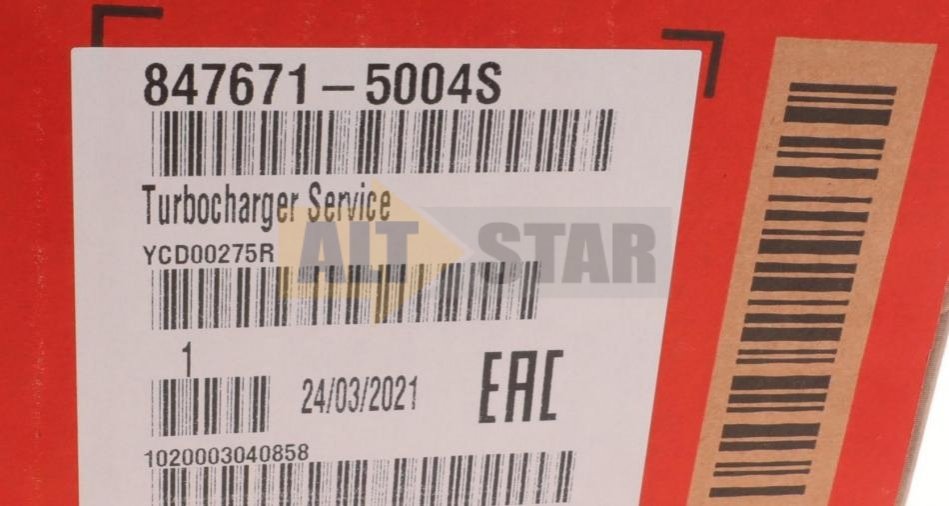 847671-5004S
Turbocharger Service
ALT STAR
YCD00275R
1
24/03/2021
EAC
1020003040858